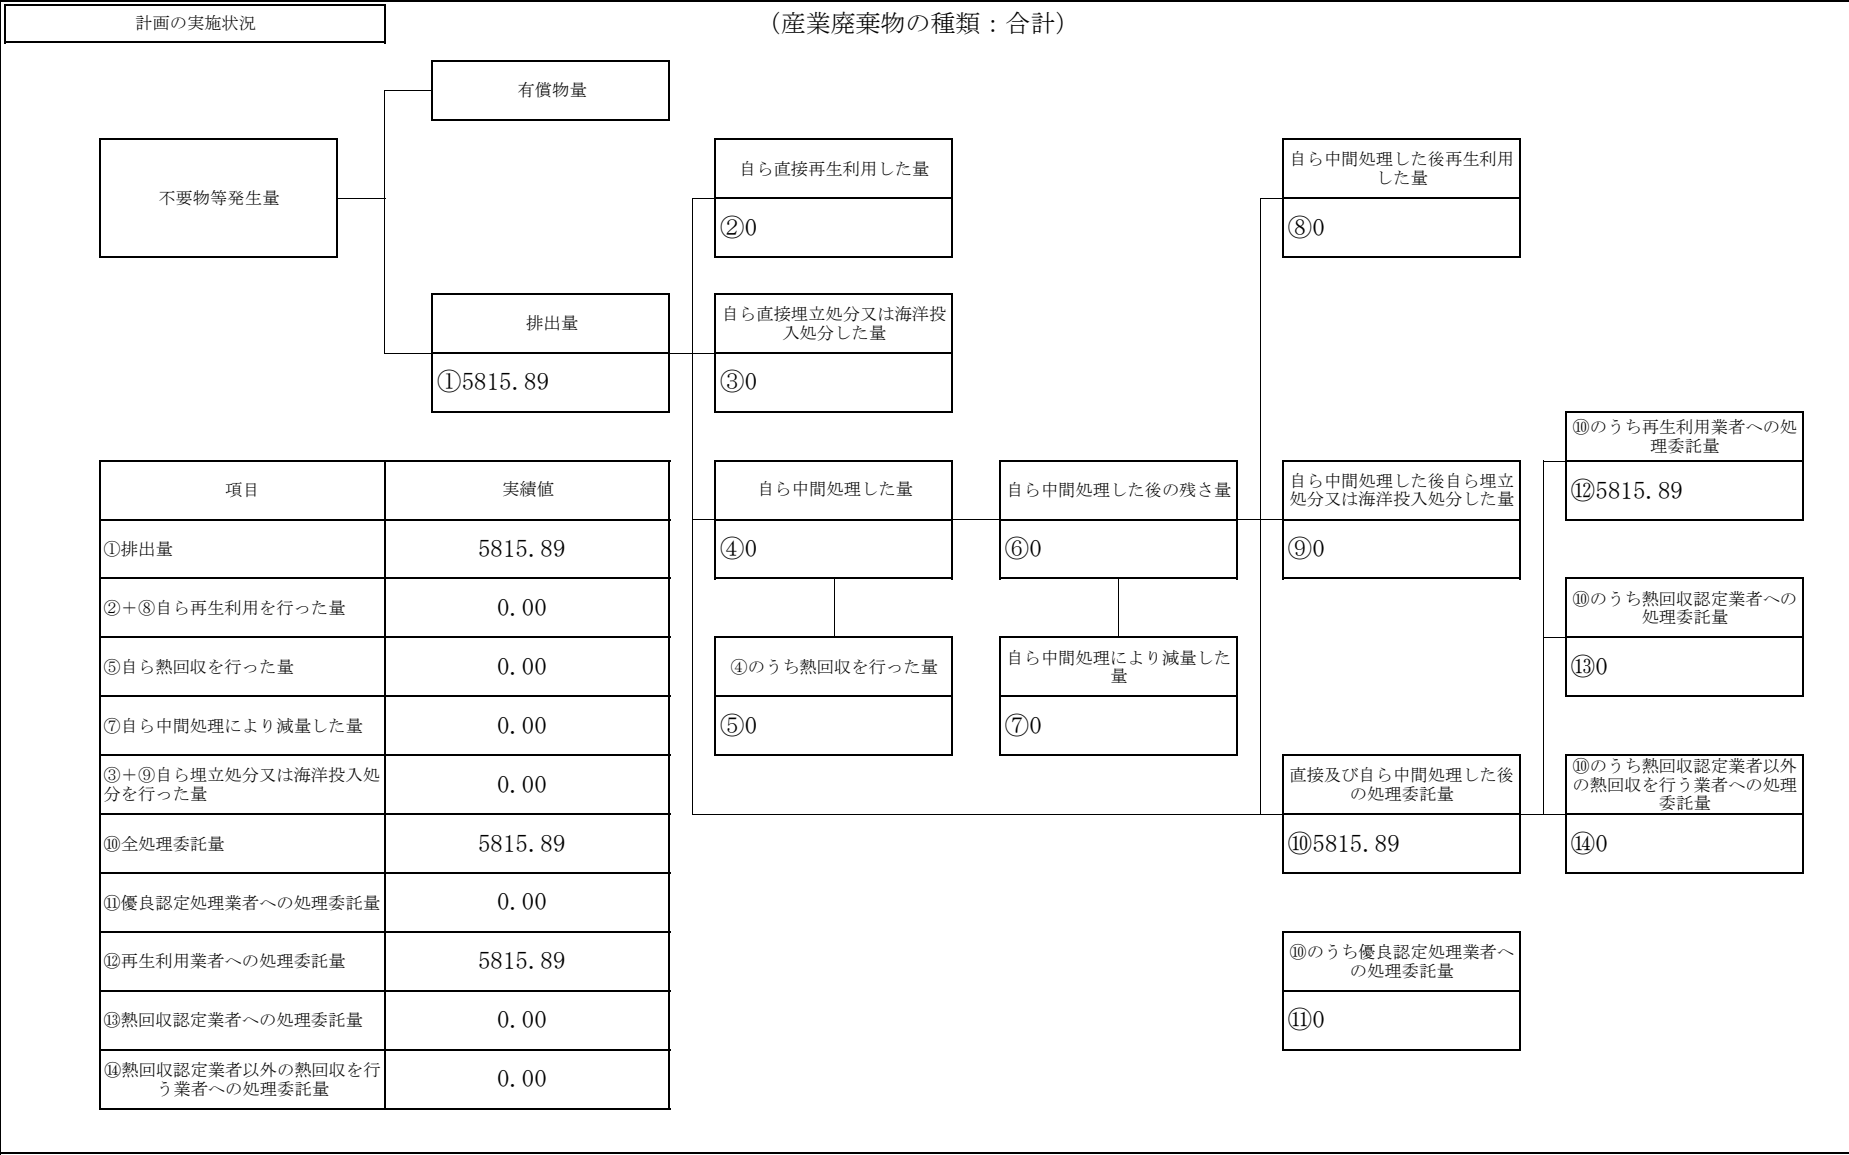 計画の実施状況
（産業廃棄物の種類：合計）
有償物量
不要物等発生量
自ら直接再生利用した量
②0
自ら中間処理した後再生利用
した量
⑧0
排出量
①5815.89
自ら直接埋立処分又は海洋投
入処分した量
③0
自ら中間処理した量
④0
自ら中間処理した後の残さ量
⑥0
自ら中間処理した後自ら埋立
処分又は海洋投入処分した量
⑨0
⑩のうち再生利用業者への処
理委託量
⑫5815.89
④のうち熱回収を行った量
⑤0
自ら中間処理により減量した
量
⑦0
⑩のうち熱回収認定業者への
処理委託量
⑬0
直接及び自ら中間処理した後
の処理委託量
⑩5815.89
⑩のうち熱回収認定業者以外
の熱回収を行う業者への処理
委託量
⑭0
⑩のうち優良認定処理業者へ
の処理委託量
⑪0
項目 実績値
①排出量 5815.89
②＋⑧自ら再生利用を行った量 0.00
⑤自ら熱回収を行った量 0.00
⑦自ら中間処理により減量した量 0.00
③＋⑨自ら埋立処分又は海洋投入処
分を行った量 0.00
⑩全処理委託量 5815.89
⑪優良認定処理業者への処理委託量 0.00
⑫再生利用業者への処理委託量 5815.89
⑬熱回収認定業者への処理委託量 0.00
⑭熱回収認定業者以外の熱回収を行
う業者への処理委託量 0.00